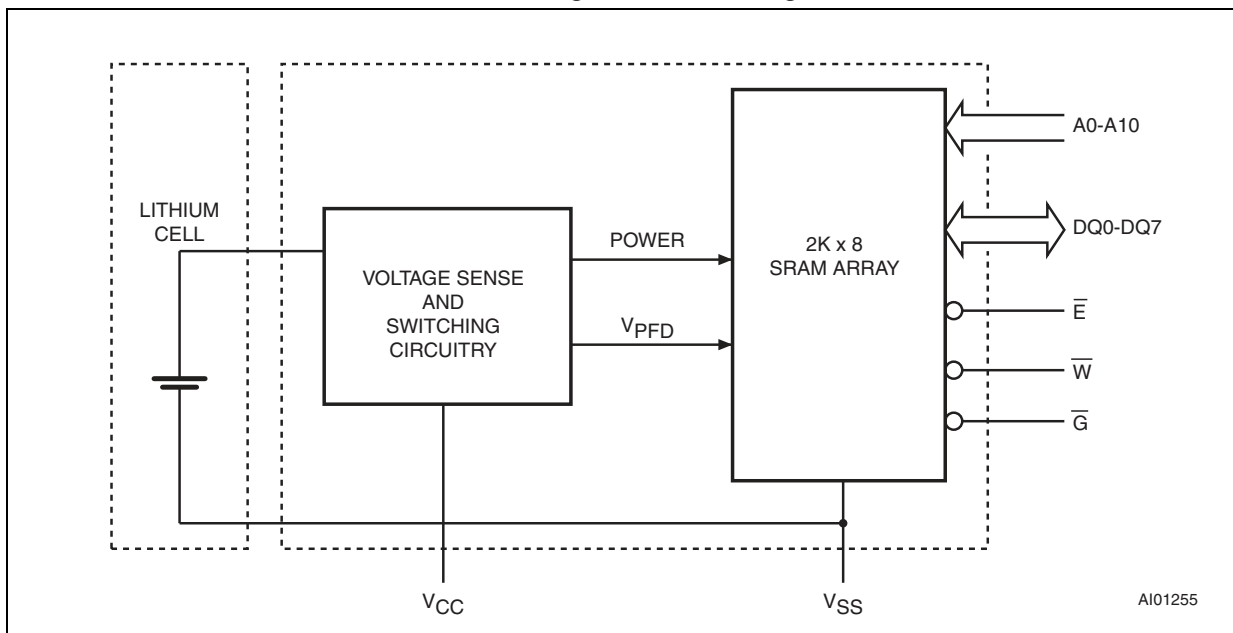 LITHIUM
CELL
VOLTAGE SENSE
AND
SWITCHING
CIRCUITRY
POWER
VPFD
2K x 8
SRAM ARRAY
A0-A10
DQ0-DQ7
E̅
W̅
G̅
VCC
VSS
AI01255